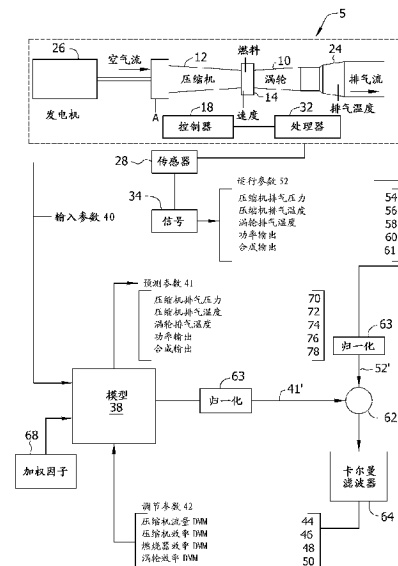 5
26
空气流
12
燃料
10
24
压缩机
涡轮
排气流
14
速度
排气温度
发电机
A
18
控制器
32
处理器
28
传感器
34
信号
运行参数 52
压缩机排气压力
压缩机排气温度
涡轮排气温度
功率输出
合成输出
54
56
58
60
61
输入参数 40
预测参数 41
压缩机排气压力
压缩机排气温度
涡轮排气温度
功率输出
合成输出
70
72
74
76
78
63
归一化
52'
模型
38
63
归一化
41'
62
68
加权因子
卡尔曼
滤波器
64
调节参数 42
压缩机流量 DVM
压缩机效率 DVM
燃烧器效率 DVM
涡轮效率 DVM
44
46
48
50